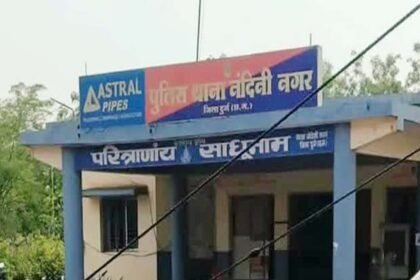 ASTRAL
PIPES
पुलिस थाना नंदिनी नगर
जिला दुर्ग (छ.ग.)
परित्राणाय साधूनाम